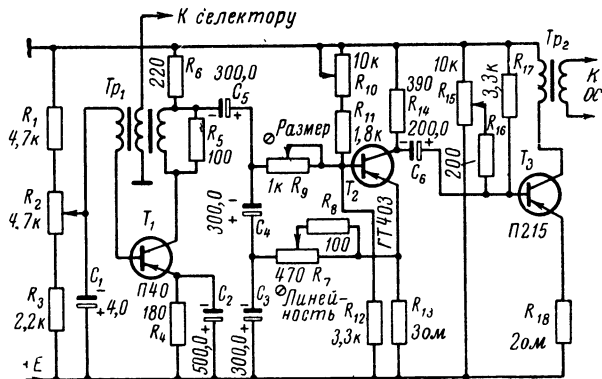 К селектору
Тр₁
220
R₆
300,0
C₅
10к
R₁₀
390
R₁₄
10к
R₁₅
3,3к
R₁₇
Тр₂
К ОС
R₁
4,7к
R₅
100
Размер
1к
R₉
R₁₁
1,8к
200,0
C₆
R₁₆
200
T₂
ГТ403
T₃
П215
R₂
4,7к
T₁
П40
300,0
C₄
R₈
100
470
R₇
Линей-
ность
C₁
4,0
R₃
2,2к
180
R₄
C₂
500,0
C₃
300,0
R₁₂
3,3к
R₁₃
3ом
R₁₈
2ом
+E